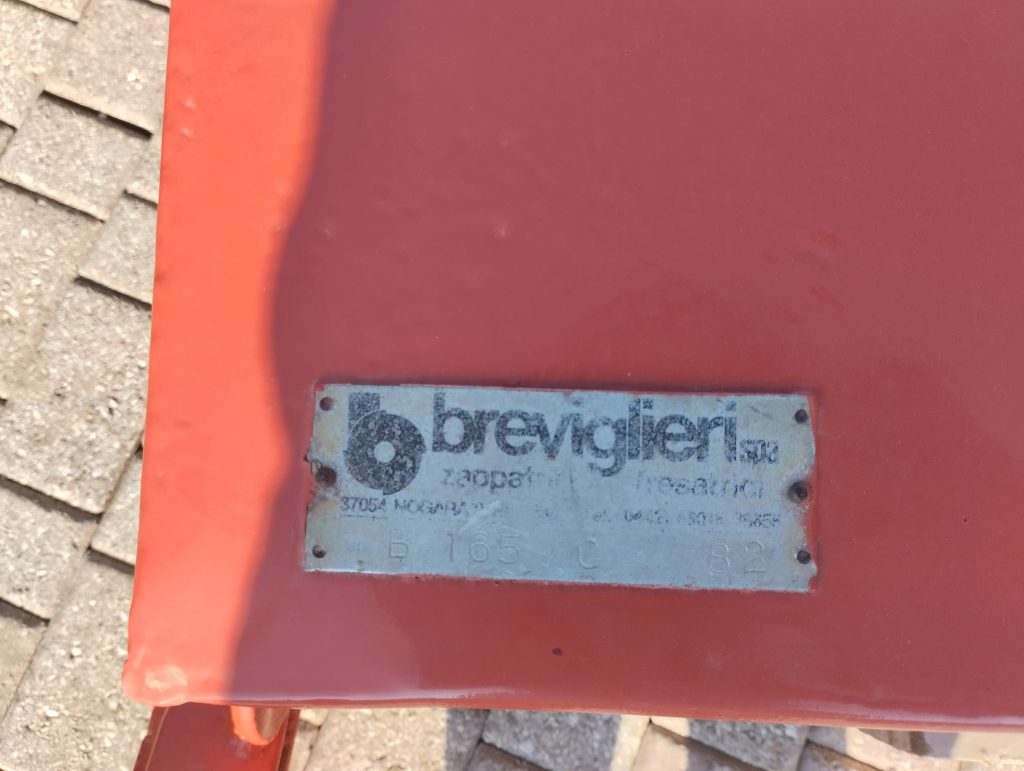 breviglieri spa
zappatrici fresatrici
37054 NOGARA
B 165 C 82